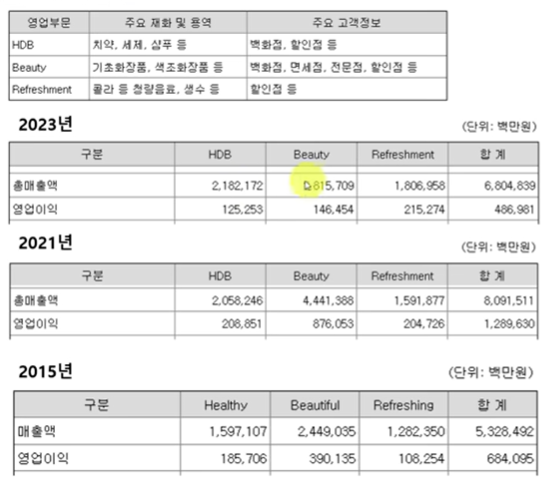 영업부문 주요 재화 및 용역 주요 고객정보
HDB 치약, 세제, 샴푸 등 백화점, 할인점 등
Beauty 기초화장품, 색조화장품 등 백화점, 면세점, 전문점, 할인점 등
Refreshment 콜라 등 청량음료, 생수 등 할인점 등
2023년 (단위: 백만원)
구분 HDB Beauty Refreshment 합 계
총매출액 2,182,172 815,709 1,806,958 6,804,839
영업이익 125,253 146,454 215,274 486,981
2021년 (단위: 백만원)
구분 HDB Beauty Refreshment 합 계
총매출액 2,058,246 4,441,388 1,591,877 8,091,511
영업이익 208,851 876,053 204,726 1,289,630
2015년 (단위: 백만원)
구분 Healthy Beautiful Refreshing 합 계
매출액 1,597,107 2,449,035 1,282,350 5,328,492
영업이익 185,706 390,135 108,254 684,095